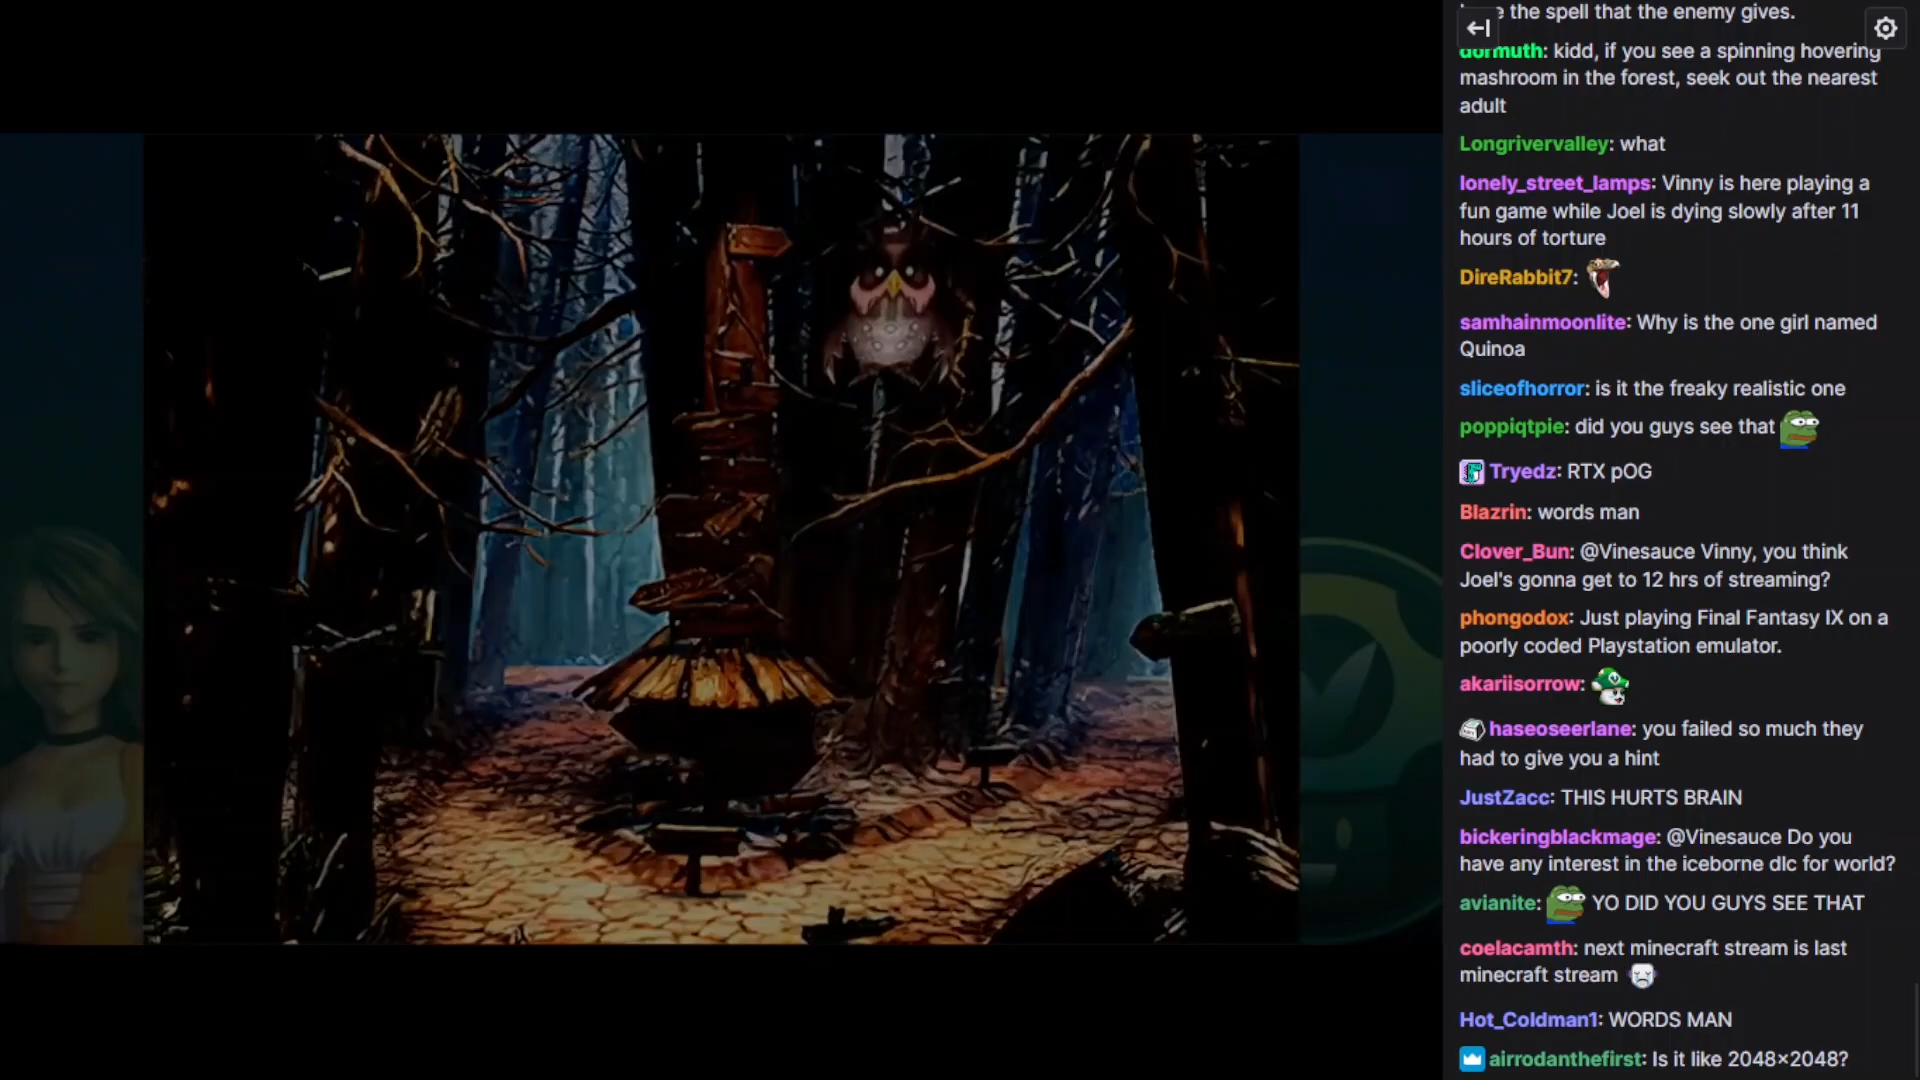 the spell that the enemy gives.
dormuth: kidd, if you see a spinning hovering
mashroom in the forest, seek out the nearest
adult
Longrivervalley: what
lonely_street_lamps: Vinny is here playing a
fun game while Joel is dying slowly after 11
hours of torture
DireRabbit7:
samhainmoonlite: Why is the one girl named
Quinoa
sliceofhorror: is it the freaky realistic one
poppiqtpie: did you guys see that
Tryedz: RTX pOG
Blazrin: words man
Clover_Bun: @Vinesauce Vinny, you think
Joel's gonna get to 12 hrs of streaming?
phongodox: Just playing Final Fantasy IX on a
poorly coded Playstation emulator.
akariisorrow:
haseoseerlane: you failed so much they
had to give you a hint
JustZacc: THIS HURTS BRAIN
bickeringblackmage: @Vinesauce Do you
have any interest in the iceborne dlc for world?
avianite: YO DID YOU GUYS SEE THAT
coelacamth: next minecraft stream is last
minecraft stream
Hot_Coldman1: WORDS MAN
airrodanthefirst: Is it like 2048×2048?